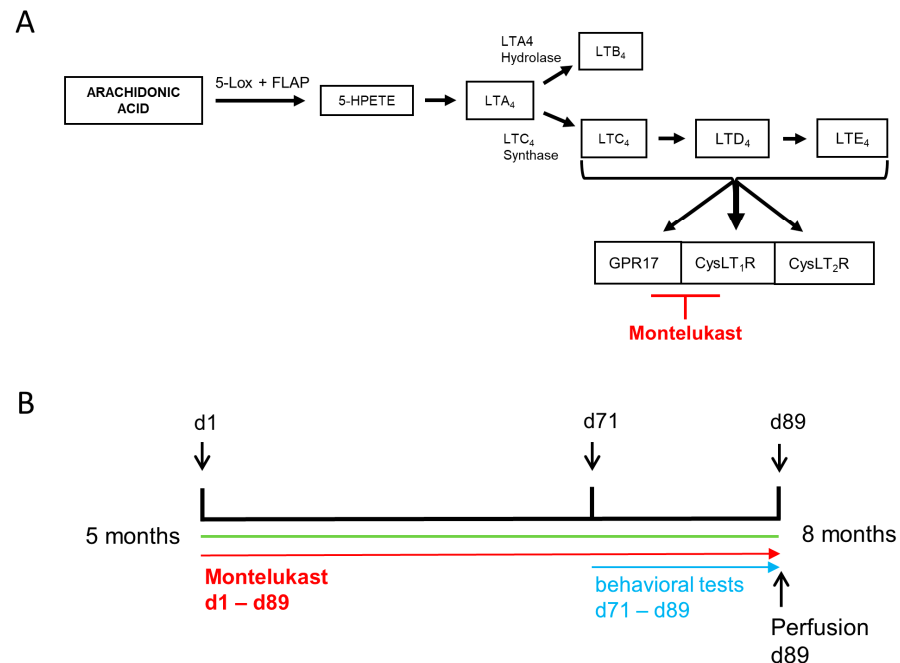 A
ARACHIDONIC
ACID
5-Lox + FLAP
5-HPETE
LTA₄
LTA4
Hydrolase
LTB₄
LTC₄
Synthase
LTC₄
LTD₄
LTE₄
GPR17
CysLT₁R
CysLT₂R
Montelukast
B
d1
d71
d89
5 months
8 months
Montelukast
d1 – d89
behavioral tests
d71 – d89
Perfusion
d89